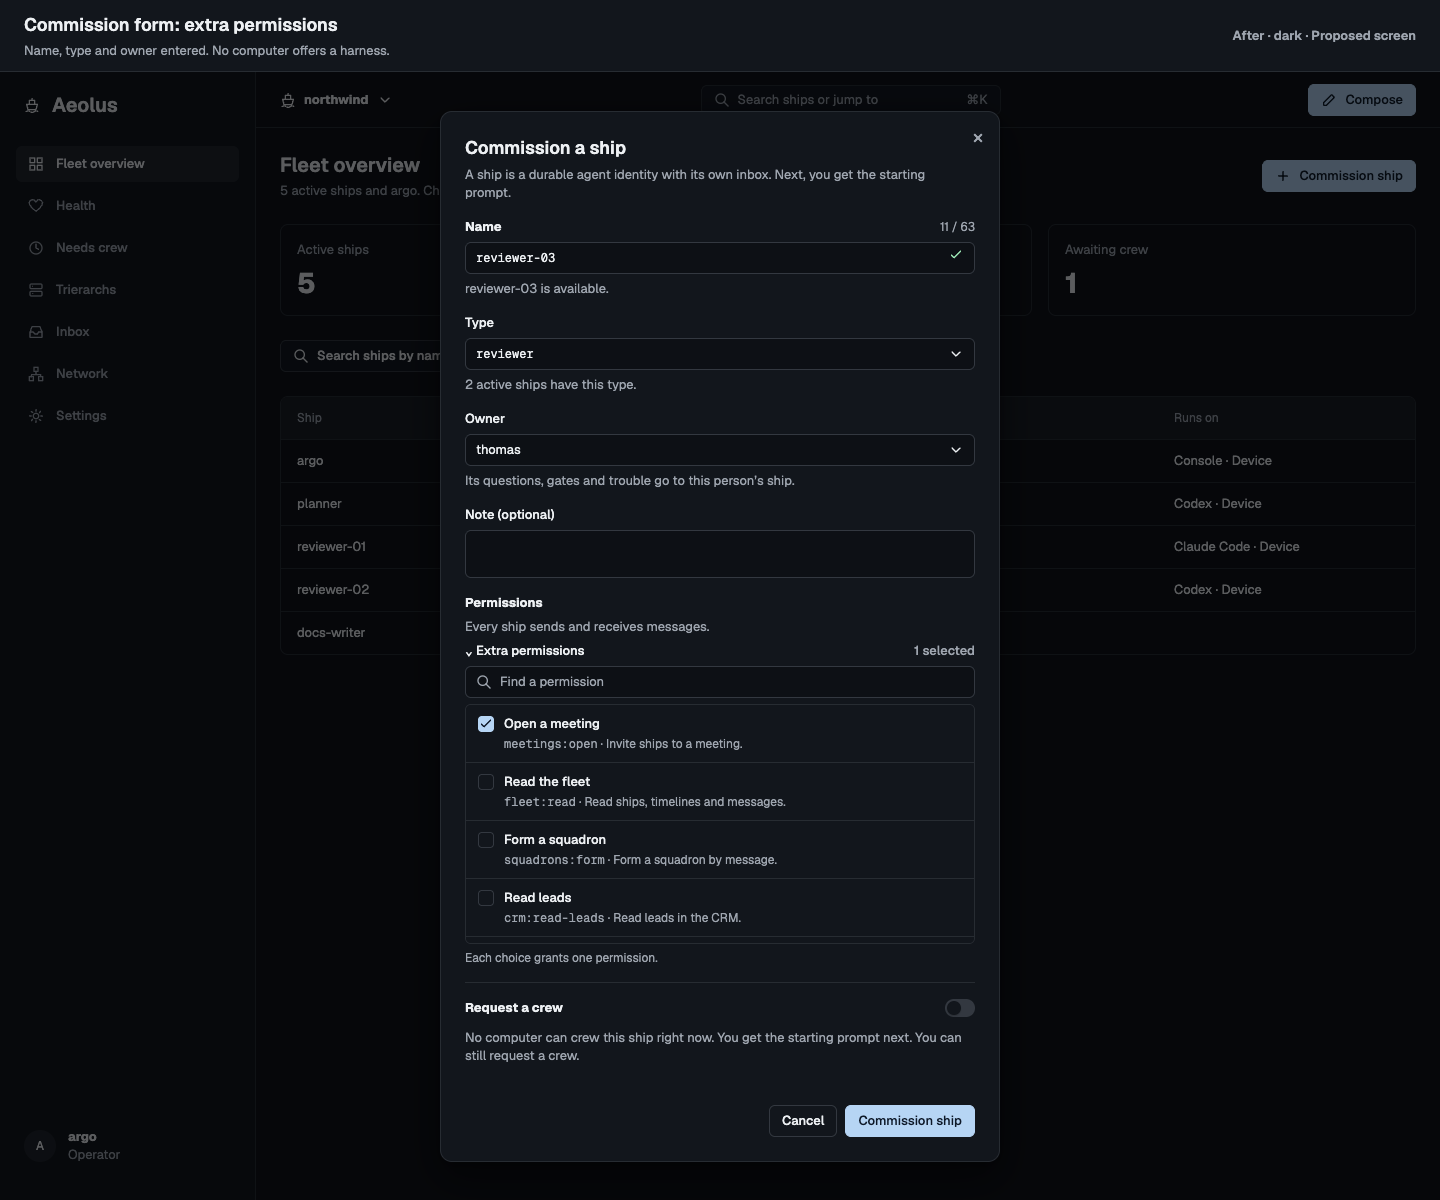 Commission form: extra permissions
Name, type and owner entered. No computer offers a harness.
After · dark · Proposed screen
Aeolus
northwind
Search ships or jump to
⌘K
Compose
Fleet overview
Health
Needs crew
Trierarchs
Inbox
Network
Settings
Fleet overview
5 active ships and argo. Ch
Commission ship
Active ships
5
Awaiting crew
1
Search ships by nam
Ship
Runs on
argo
Console · Device
planner
Codex · Device
reviewer-01
Claude Code · Device
reviewer-02
Codex · Device
docs-writer
Commission a ship
A ship is a durable agent identity with its own inbox. Next, you get the starting
prompt.
Name
11 / 63
reviewer-03
reviewer-03 is available.
Type
reviewer
2 active ships have this type.
Owner
thomas
Its questions, gates and trouble go to this person's ship.
Note (optional)
Permissions
Every ship sends and receives messages.
Extra permissions
1 selected
Find a permission
Open a meeting
meetings:open · Invite ships to a meeting.
Read the fleet
fleet:read · Read ships, timelines and messages.
Form a squadron
squadrons:form · Form a squadron by message.
Read leads
crm:read-leads · Read leads in the CRM.
Each choice grants one permission.
Request a crew
No computer can crew this ship right now. You get the starting prompt next. You can
still request a crew.
Cancel
Commission ship
A
argo
Operator